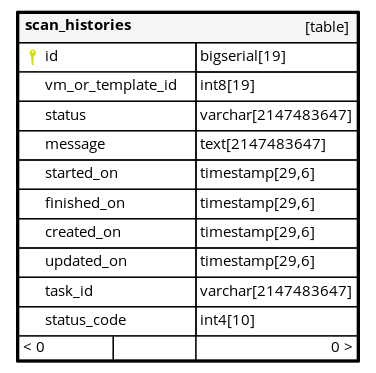 scan_histories [table]
id bigserial[19]
vm_or_template_id int8[19]
status varchar[2147483647]
message text[2147483647]
started_on timestamp[29,6]
finished_on timestamp[29,6]
created_on timestamp[29,6]
updated_on timestamp[29,6]
task_id varchar[2147483647]
status_code int4[10]
< 0 0 >